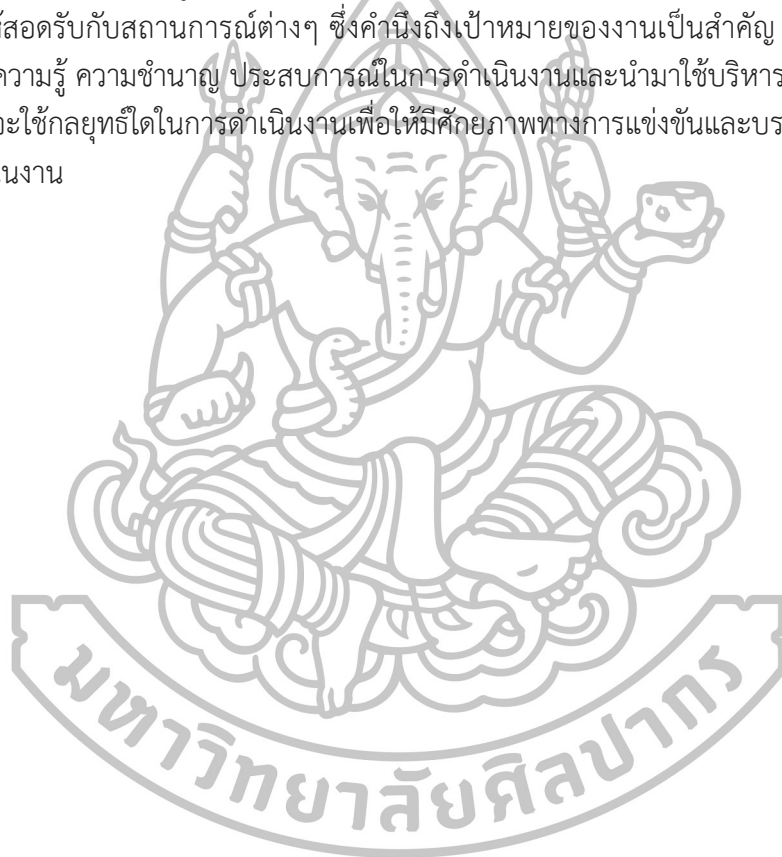 ห้สอดรับกับสถานการณ์ต่างๆ ซึ่งคำนึงถึงเป้าหมายของงานเป็นสำคัญ
ความรู้ ความชำนาญ ประสบการณ์ในการดำเนินงานและนำมาใช้บริหาร
จะใช้กลยุทธ์ใดในการดำเนินงานเพื่อให้มีศักยภาพทางการแข่งขันและบร
นงาน
มหาวิทยาลัยศิลปากร